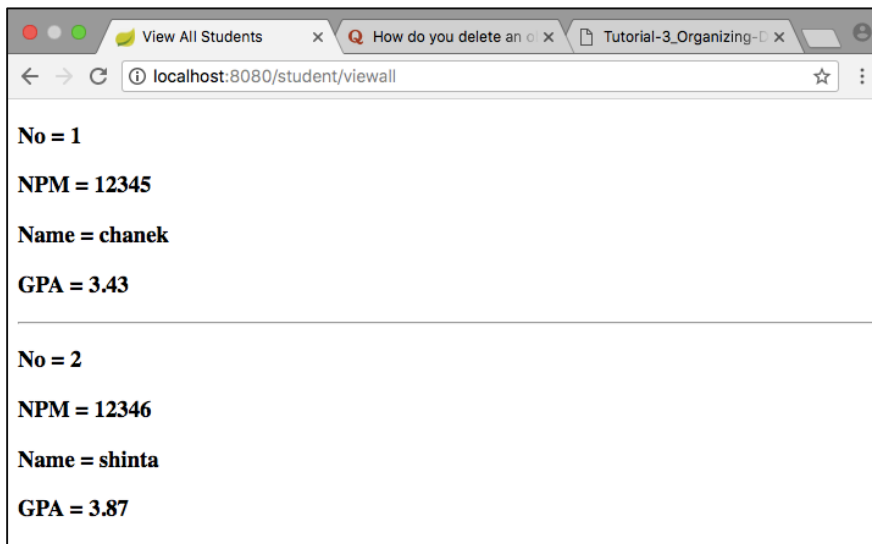 View All Students
How do you delete an ol
Tutorial-3_Organizing-D
localhost:8080/student/viewall
No = 1
NPM = 12345
Name = chanek
GPA = 3.43
No = 2
NPM = 12346
Name = shinta
GPA = 3.87